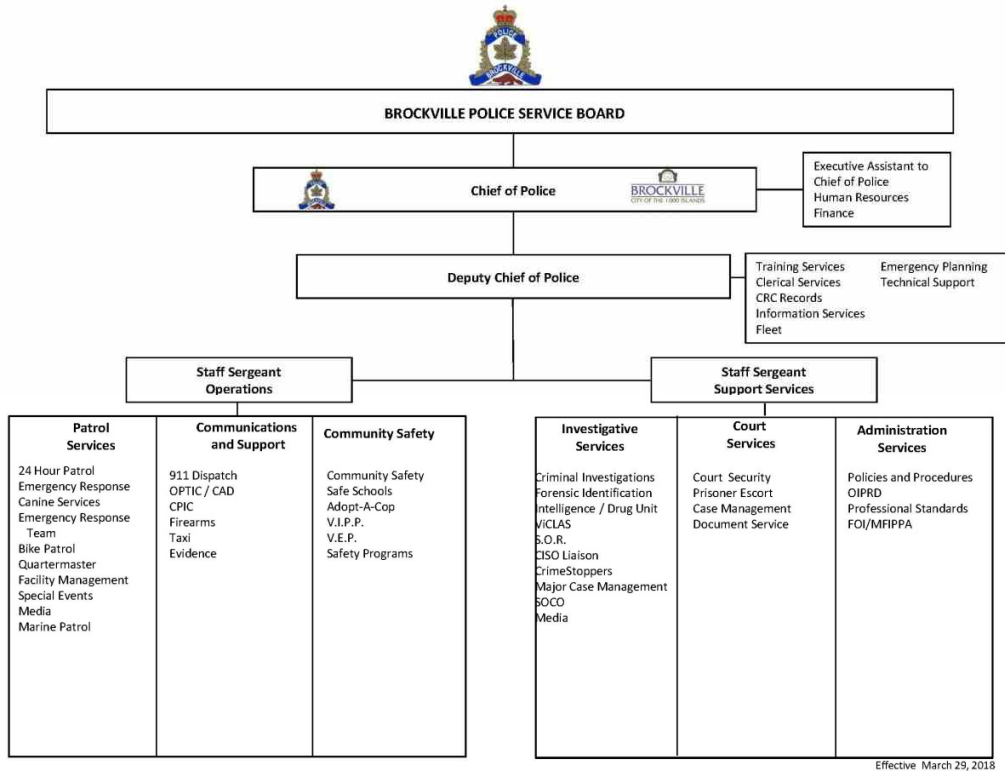 POLICE
BROCKVILLE
BROCKVILLE POLICE SERVICE BOARD
Chief of Police
BROCKVILLE
CITY OF THE 1000 ISLANDS
Executive Assistant to
Chief of Police
Human Resources
Finance
Deputy Chief of Police
Training Services
Clerical Services
CRC Records
Information Services
Fleet
Emergency Planning
Technical Support
Staff Sergeant
Operations
Staff Sergeant
Support Services
Patrol
Services
24 Hour Patrol
Emergency Response
Canine Services
Emergency Response
Team
Bike Patrol
Quartermaster
Facility Management
Special Events
Media
Marine Patrol
Communications
and Support
911 Dispatch
OPTIC / CAD
CPIC
Firearms
Taxi
Evidence
Community Safety
Community Safety
Safe Schools
Adopt-A-Cop
V.I.P.P.
V.E.P.
Safety Programs
Investigative
Services
Criminal Investigations
Forensic Identification
Intelligence / Drug Unit
ViCLAS
S.O.R.
CISO Liaison
CrimeStoppers
Major Case Management
SOCO
Media
Court
Services
Court Security
Prisoner Escort
Case Management
Document Service
Administration
Services
Policies and Procedures
OIPRD
Professional Standards
FOI/MFIPPA
Effective March 29, 2018